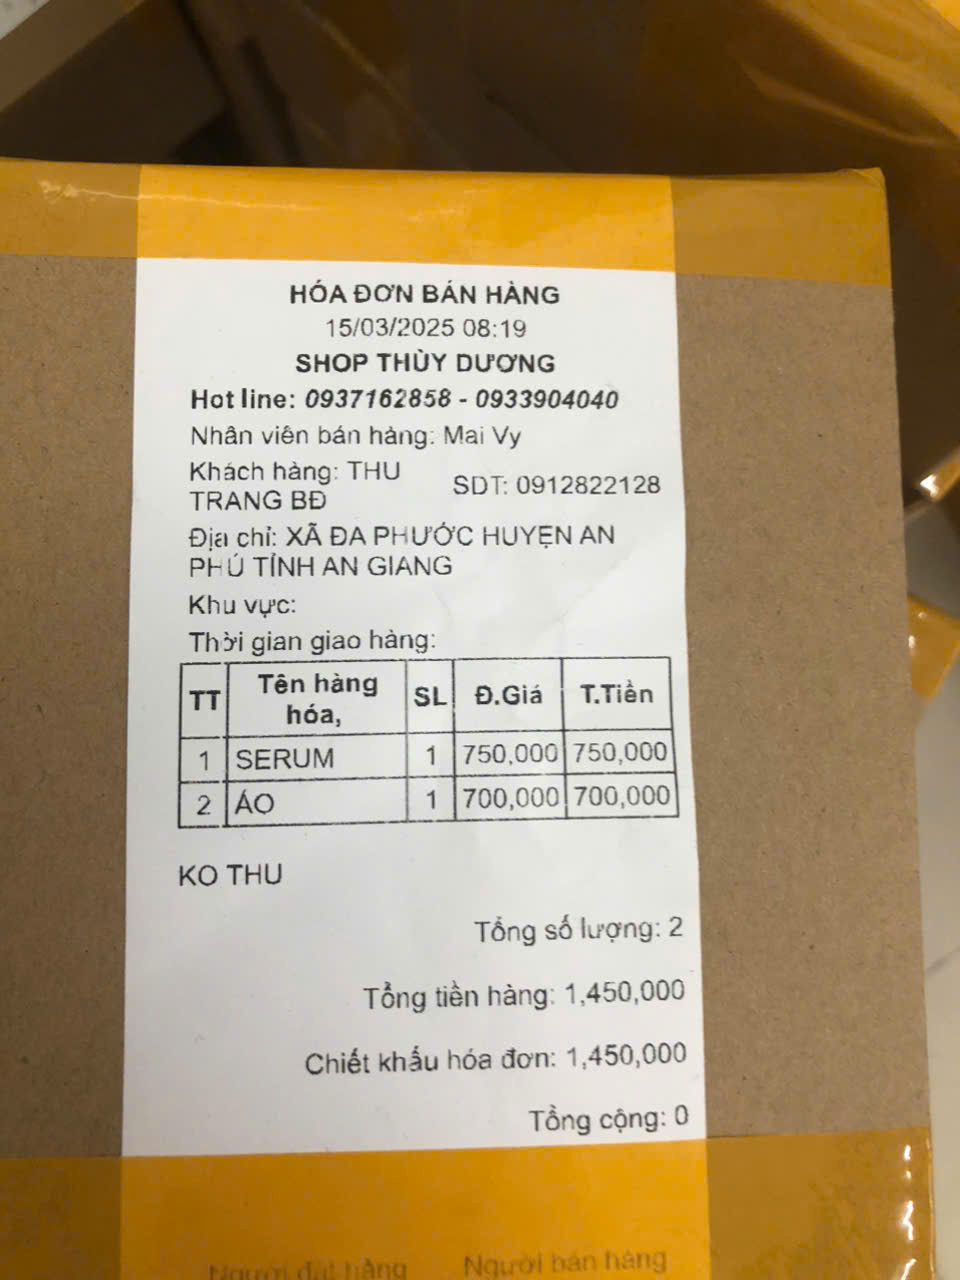 HÓA ĐƠN BÁN HÀNG
15/03/2025 08:19
SHOP THÙY DƯƠNG
Hot line: 0937162858 - 0933904040
Nhân viên bán hàng: Mai Vy
Khách hàng: THU TRANG BĐ SDT: 0912822128
Địa chỉ: XÃ ĐA PHƯỚC HUYỆN AN
PHÚ TỈNH AN GIANG
Khu vực:
Thời gian giao hàng:
TT Tên hàng hóa, SL Đ.Giá T.Tiền
1 SERUM 1 750,000 750,000
2 ÁO 1 700,000 700,000
KO THU
Tổng số lượng: 2
Tổng tiền hàng: 1,450,000
Chiết khấu hóa đơn: 1,450,000
Tổng cộng: 0
Người đặt hàng Người bán hàng